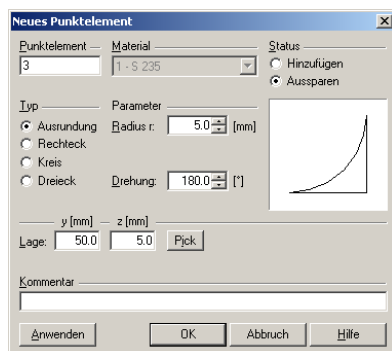 Neues Punktelement
Punktelement Material Status
3 1 - S 235 Hinzufügen
Aussparen
Typ Parameter
Ausrundung Radius r: 5.0 [mm]
Rechteck
Kreis
Dreieck Drehung: 180.0 [°]
y [mm] z [mm]
Lage: 50.0 5.0 Pick
Kommentar
Anwenden OK Abbruch Hilfe